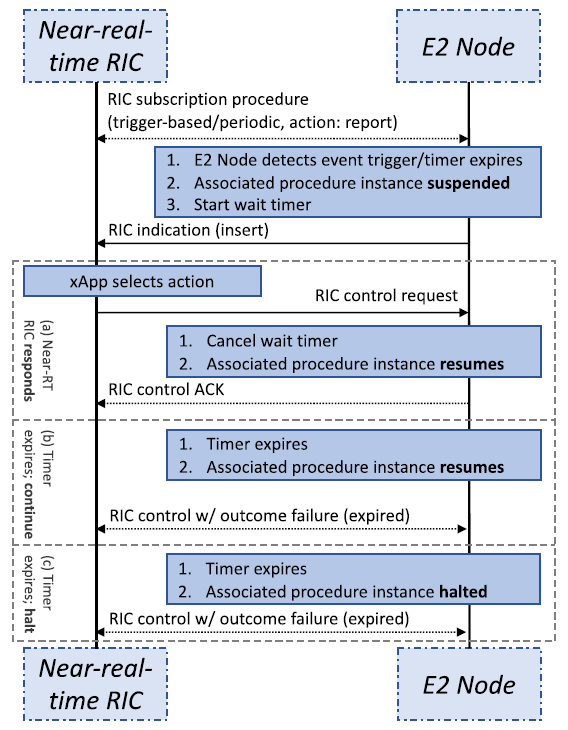 Near-real-
time RIC
E2 Node
RIC subscription procedure
(trigger-based/periodic, action: report)
1. E2 Node detects event trigger/timer expires
2. Associated procedure instance suspended
3. Start wait timer
RIC indication (insert)
xApp selects action
RIC control request
(a) Near-RT
RIC responds
1. Cancel wait timer
2. Associated procedure instance resumes
RIC control ACK
(b) Timer
expires; continue
1. Timer expires
2. Associated procedure instance resumes
RIC control w/ outcome failure (expired)
(c) Timer
expires; halt
1. Timer expires
2. Associated procedure instance halted
RIC control w/ outcome failure (expired)
Near-real-
time RIC
E2 Node